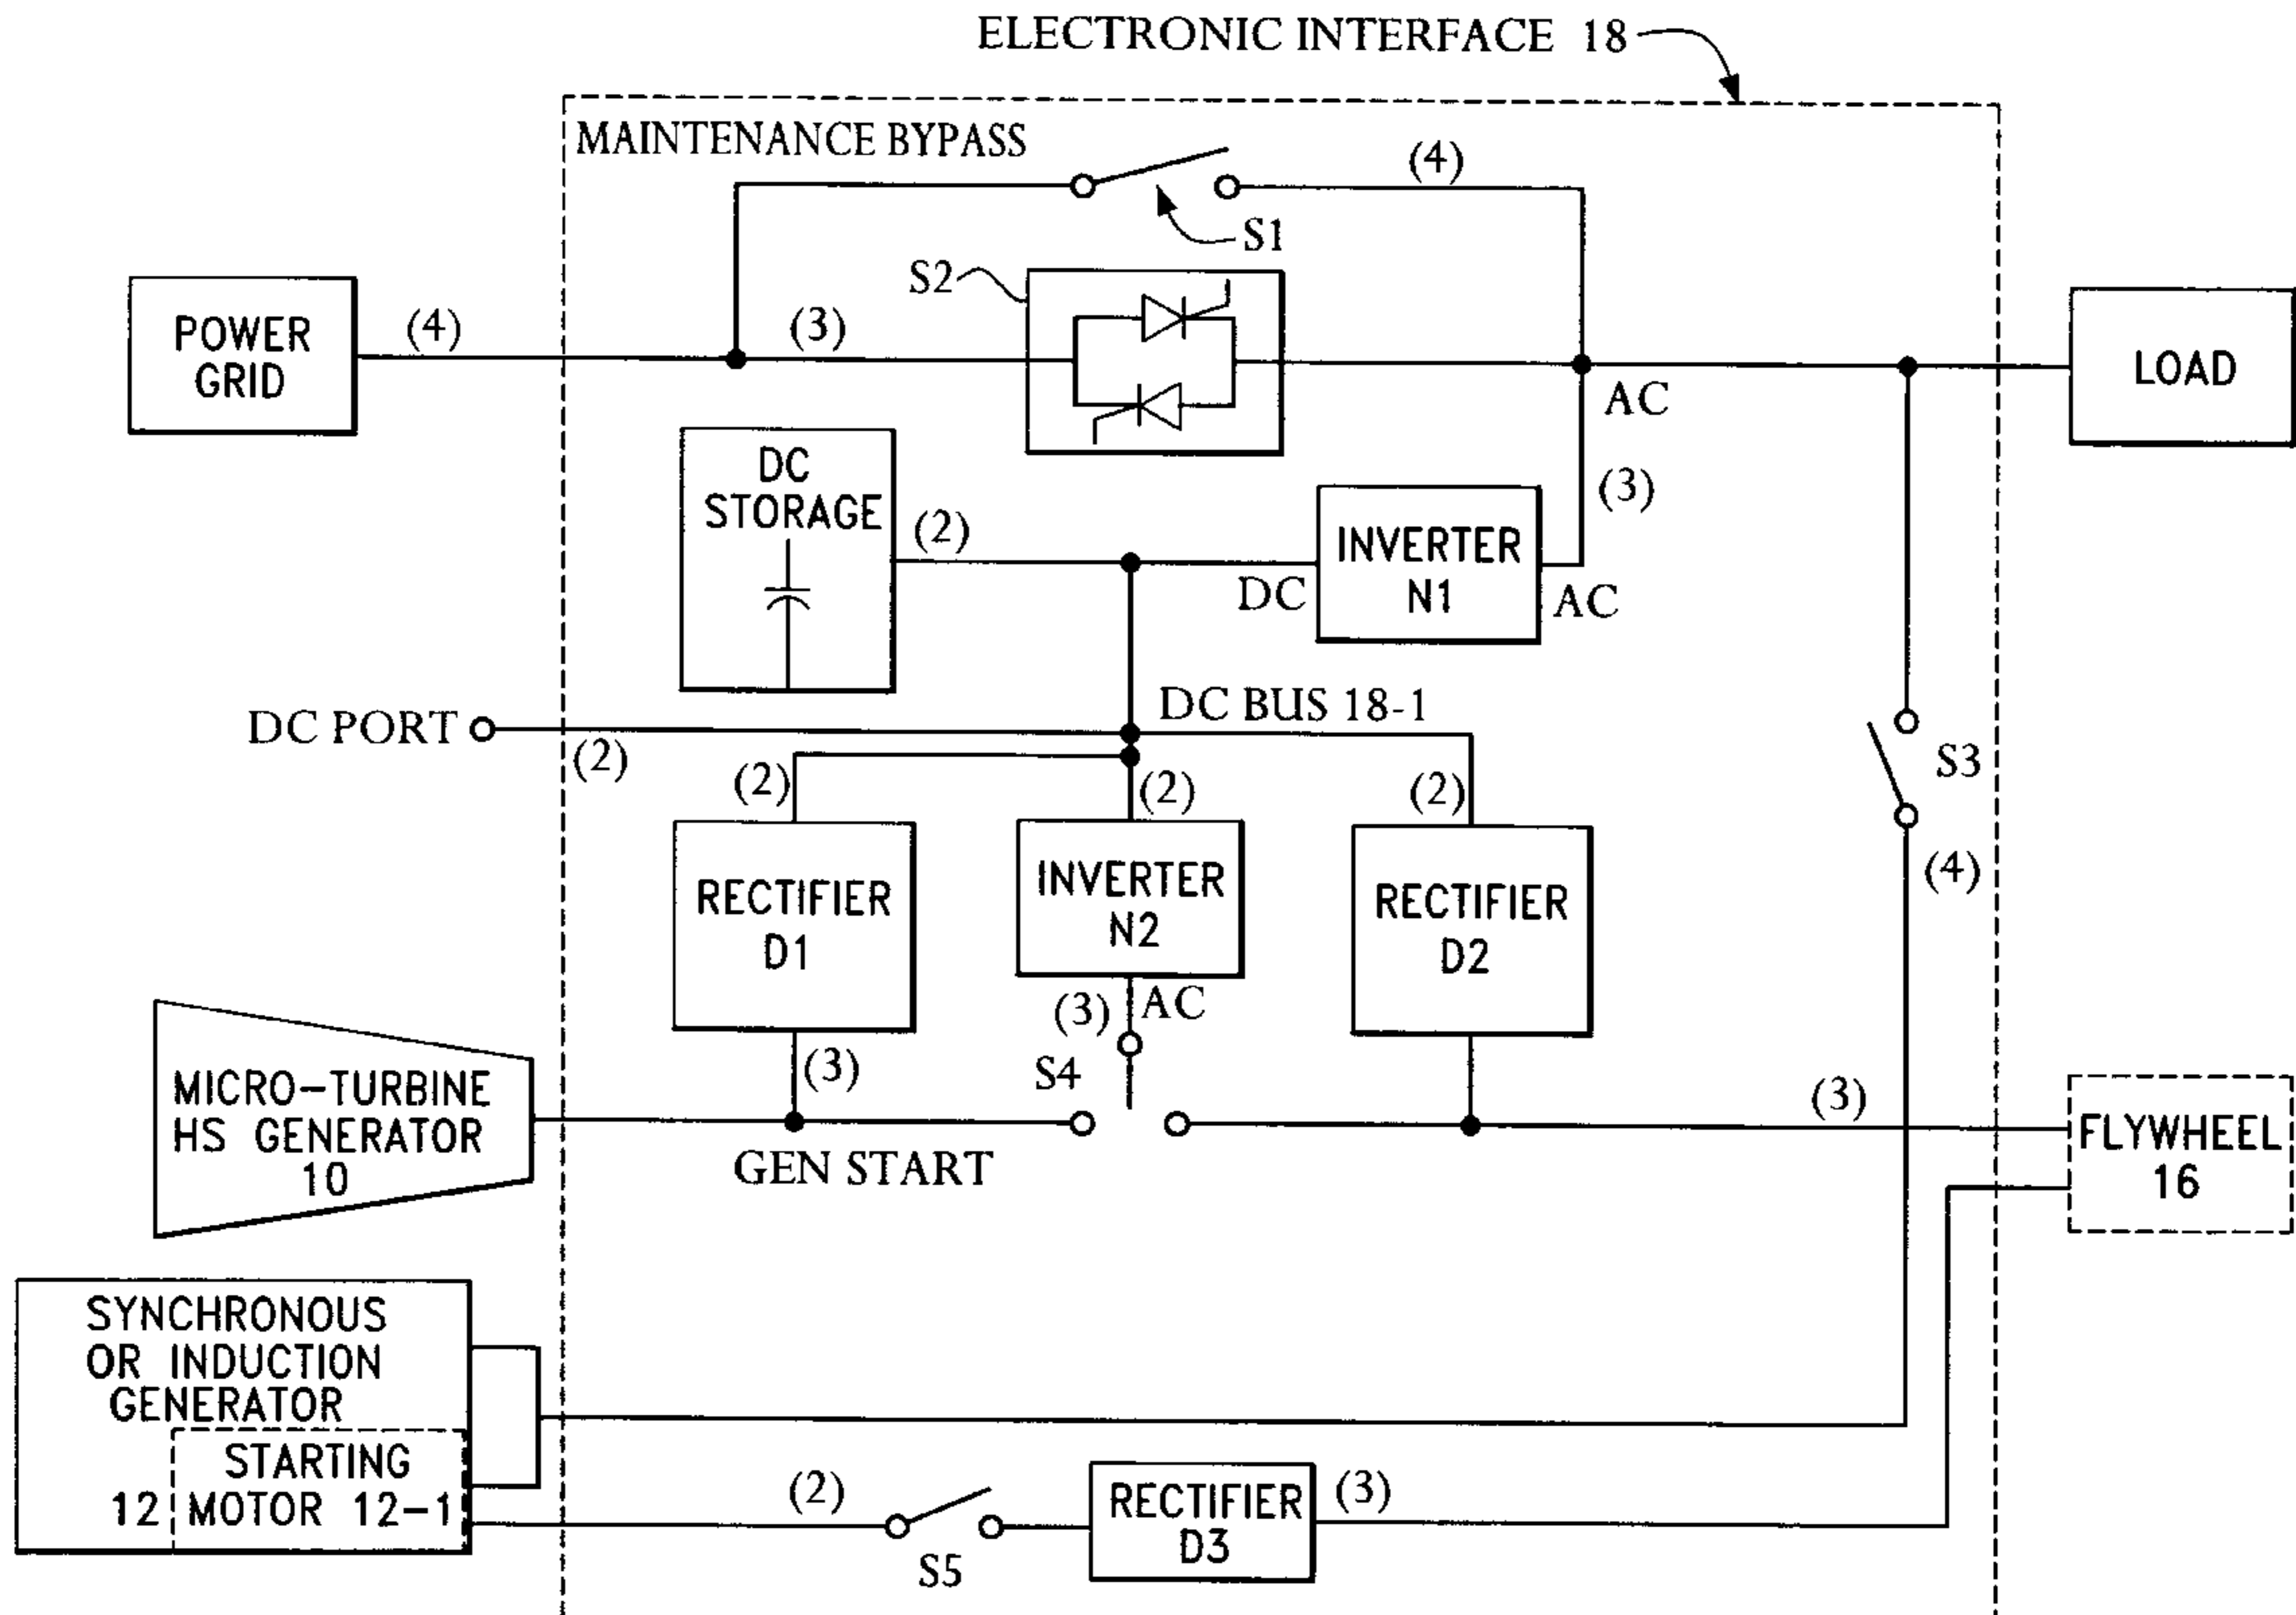 ELECTRONIC INTERFACE 18
MAINTENANCE BYPASS
(4)
S1
S2
POWER
GRID
(4)
(3)
LOAD
AC
DC
STORAGE
(2)
(3)
INVERTER
N1
DC
AC
DC PORT
(2)
DC BUS 18-1
S3
(2)
(2)
(2)
RECTIFIER
D1
INVERTER
N2
RECTIFIER
D2
(4)
(3)
AC
MICRO-TURBINE
HS GENERATOR
10
(3)
S4
(3)
GEN START
FLYWHEEL
16
SYNCHRONOUS
OR INDUCTION
GENERATOR
STARTING
12 MOTOR 12-1
(2)
S5
RECTIFIER
D3
(3)